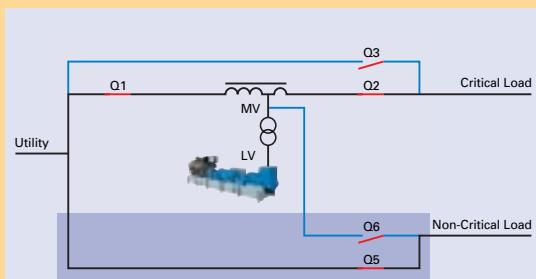 Q3
Q1
Q2
Critical Load
MV
Utility
LV
Q6
Non-Critical Load
Q5